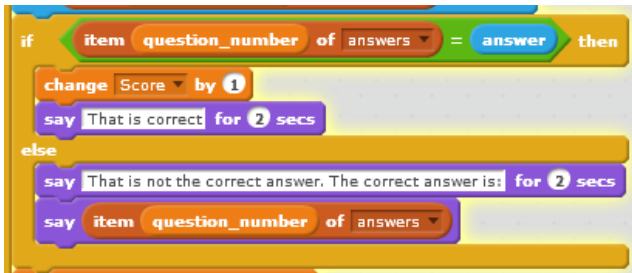 if item question_number of answers = answer then
change Score by 1
say That is correct for 2 secs
else
say That is not the correct answer. The correct answer is: for 2 secs
say item question_number of answers